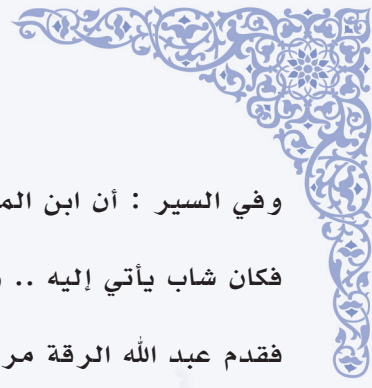 وفي السير : أن ابن
فكان شاب يأتي إليه ..
فقدم عبد الله الرقة